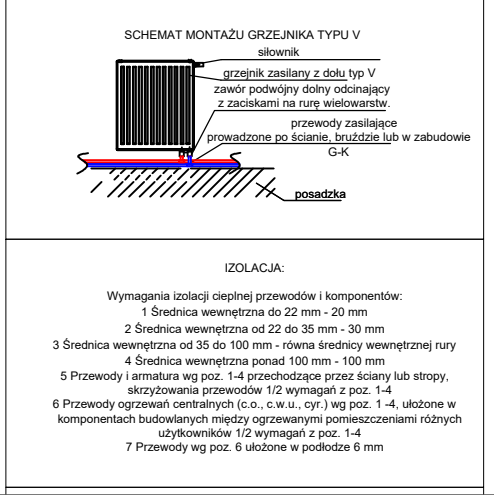 SCHEMAT MONTAŻU GRZEJNIKA TYPU V
siłownik
grzejnik zasilany z dołu typ V
zawór podwójny dolny odcinający
z zaciskami na rurę wielowarstw.
przewody zasilające
prowadzone po ścianie, bruździe lub w zabudowie
G-K
posadzka
IZOLACJA:
Wymagania izolacji cieplnej przewodów i komponentów:
1 Średnica wewnętrzna do 22 mm - 20 mm
2 Średnica wewnętrzna od 22 do 35 mm - 30 mm
3 Średnica wewnętrzna od 35 do 100 mm - równa średnicy wewnętrznej rury
4 Średnica wewnętrzna ponad 100 mm - 100 mm
5 Przewody i armatura wg poz. 1-4 przechodzące przez ściany lub stropy,
skrzyżowania przewodów 1/2 wymagań z poz. 1-4
6 Przewody ogrzewań centralnych (c.o., c.w.u., cyr.) wg poz. 1 -4, ułożone w
komponentach budowlanych między ogrzewanymi pomieszczeniami różnych
użytkowników 1/2 wymagań z poz. 1-4
7 Przewody wg poz. 6 ułożone w podłodze 6 mm